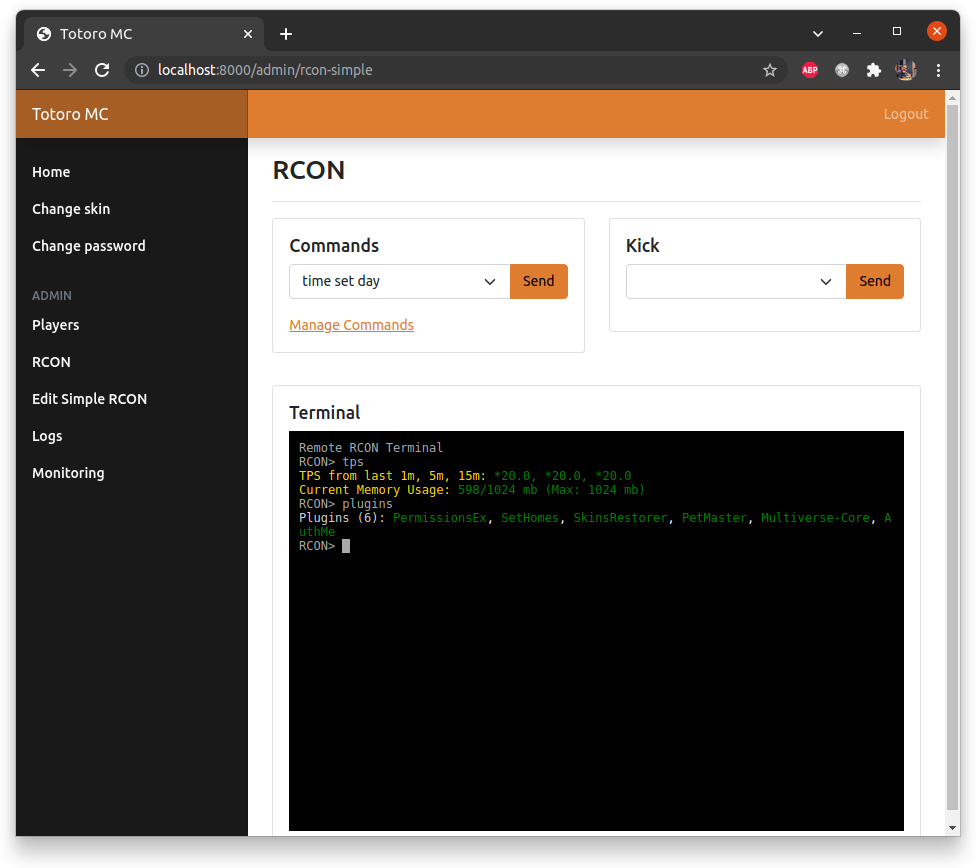 Totoro MC
localhost:8000/admin/rcon-simple
ABP
Totoro MC
Logout
Home
Change skin
Change password
ADMIN
Players
RCON
Edit Simple RCON
Logs
Monitoring
RCON
Commands
time set day
Send
Manage Commands
Kick
Send
Terminal
Remote RCON Terminal
RCON> tps
TPS from last 1m, 5m, 15m: *20.0, *20.0, *20.0
Current Memory Usage: 598/1024 mb (Max: 1024 mb)
RCON> plugins
Plugins (6): PermissionsEx, SetHomes, SkinsRestorer, PetMaster, Multiverse-Core, A
uthMe
RCON>